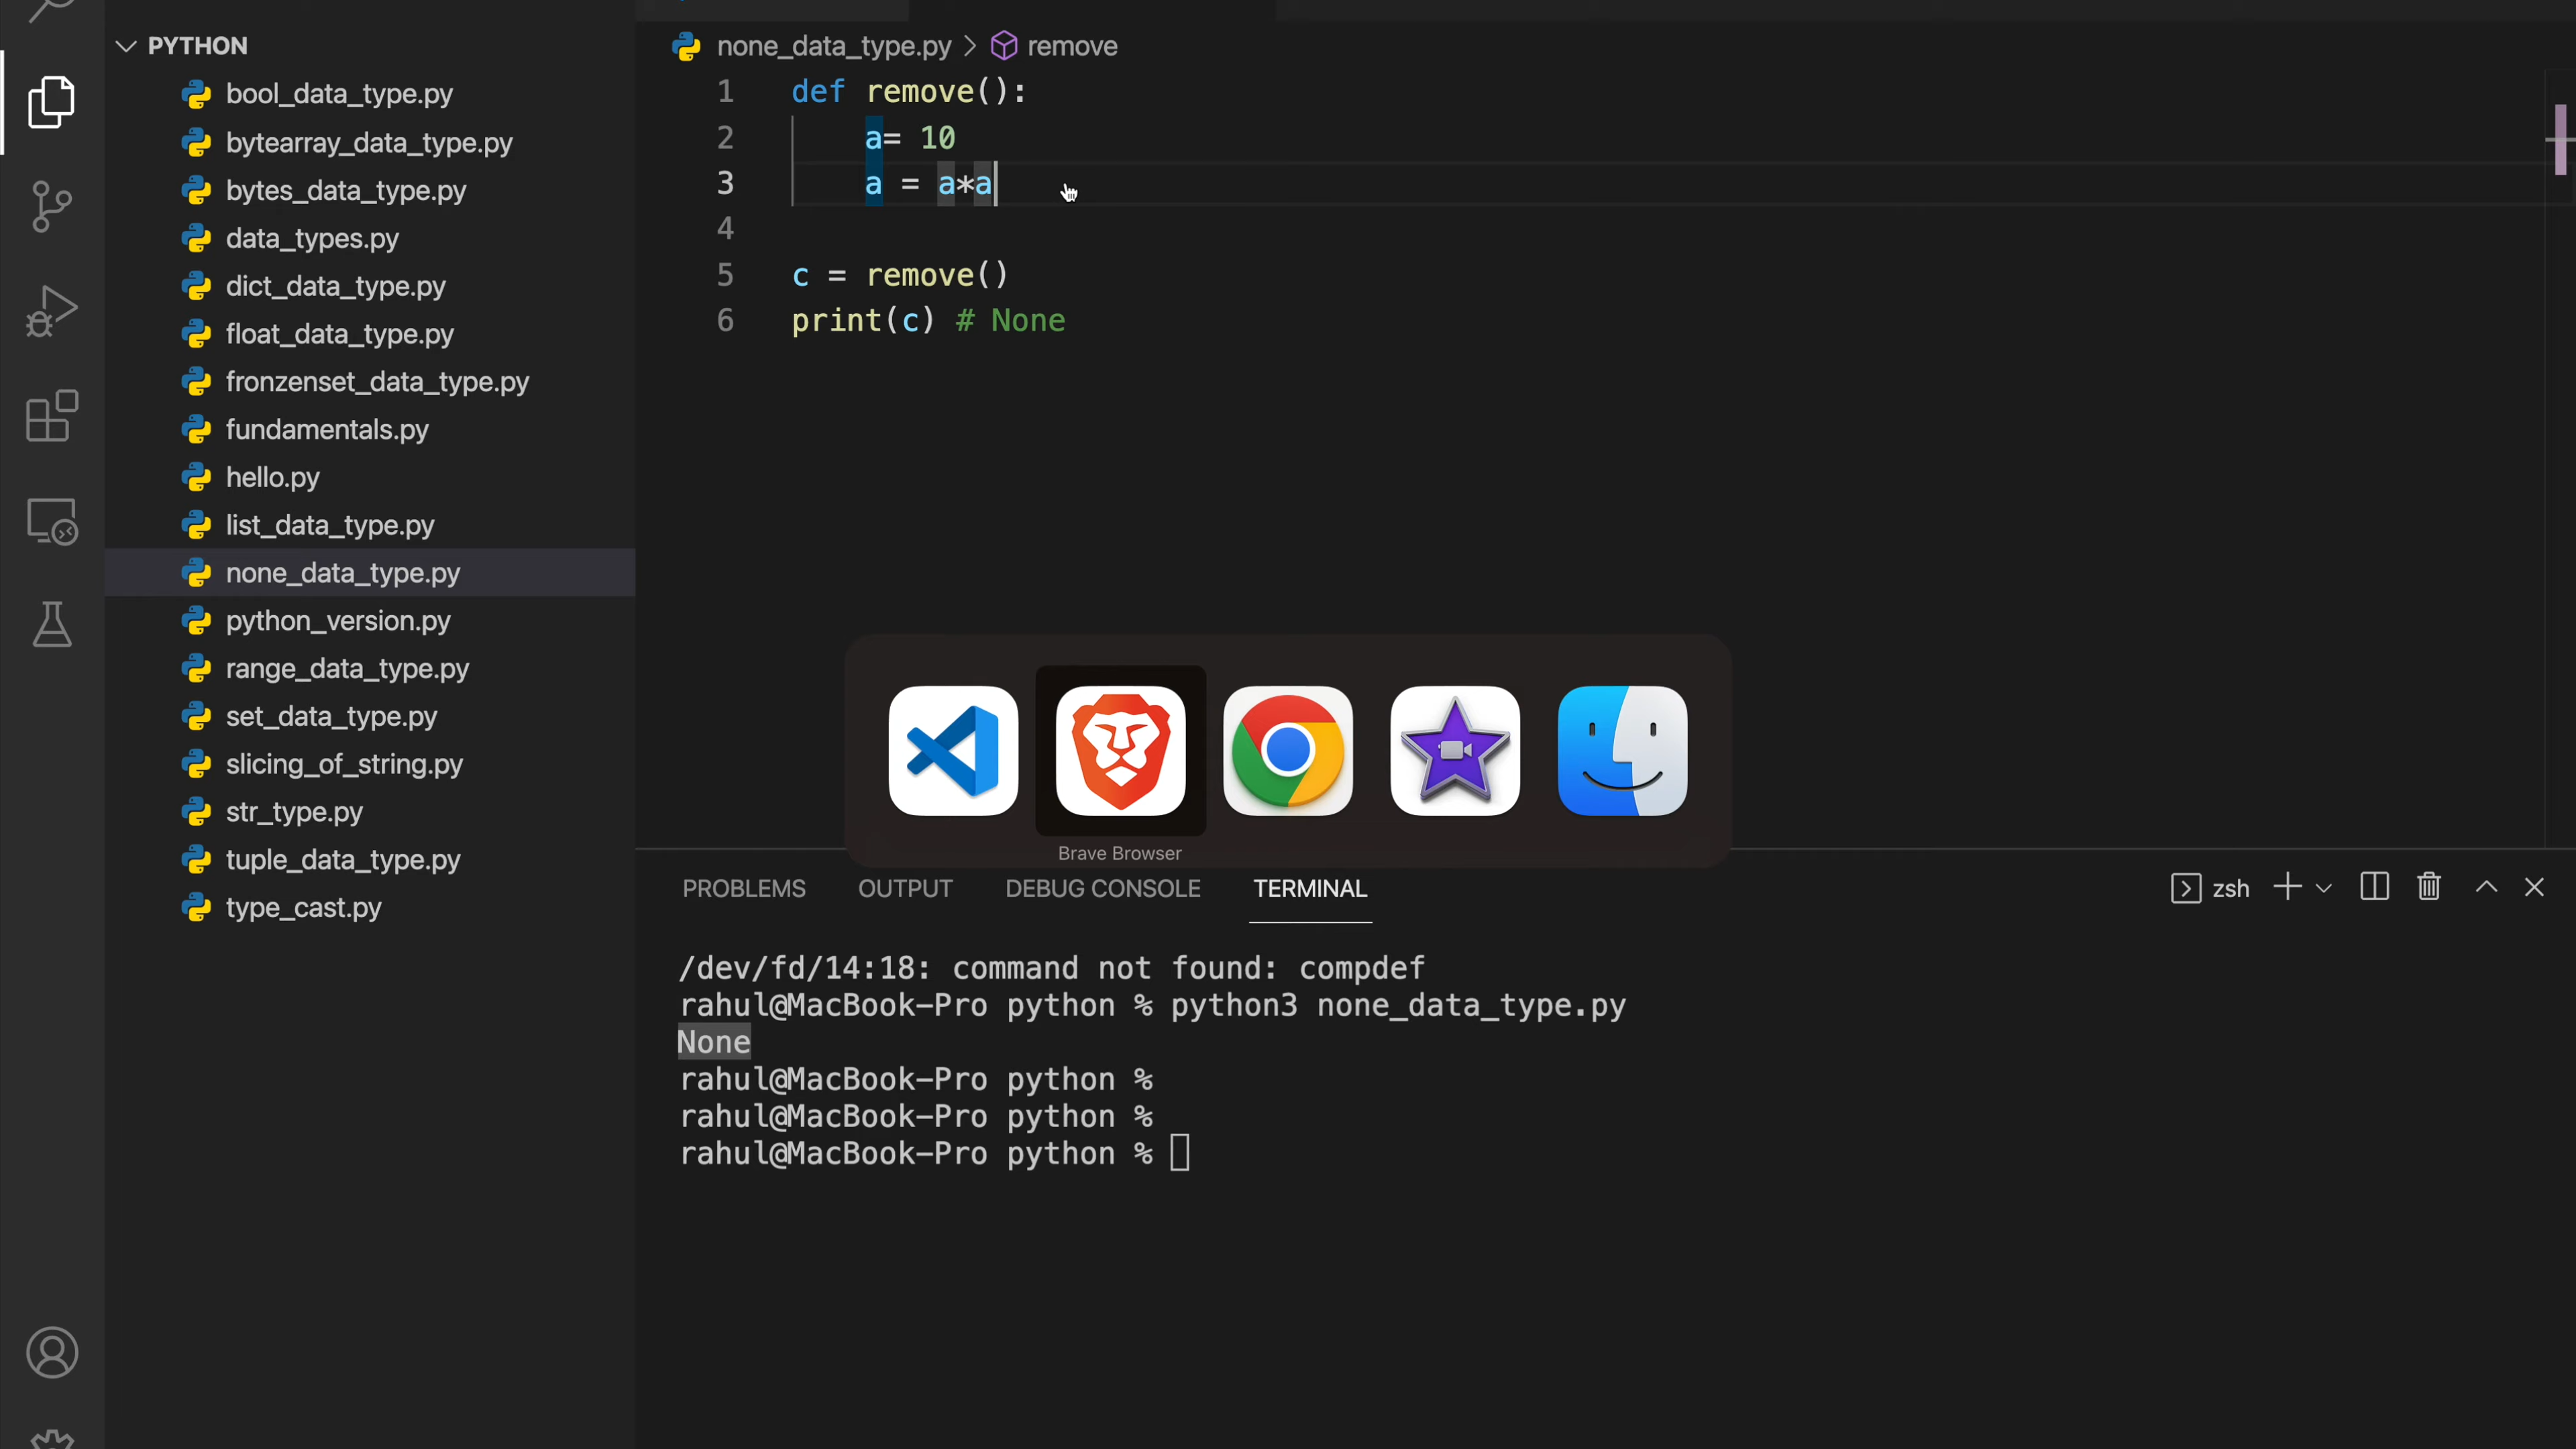 PYTHON
bool_data_type.py
bytearray_data_type.py
bytes_data_type.py
data_types.py
dict_data_type.py
float_data_type.py
fronzenset_data_type.py
fundamentals.py
hello.py
list_data_type.py
none_data_type.py
python_version.py
range_data_type.py
set_data_type.py
slicing_of_string.py
str_type.py
tuple_data_type.py
type_cast.py
none_data_type.py > remove
1 def remove():
2 a= 10
3 a = a*a
4
5 c = remove()
6 print(c) # None
Brave Browser
PROBLEMS OUTPUT DEBUG CONSOLE TERMINAL zsh
/dev/fd/14:18: command not found: compdef
rahul@MacBook-Pro python % python3 none_data_type.py
None
rahul@MacBook-Pro python %
rahul@MacBook-Pro python %
rahul@MacBook-Pro python %